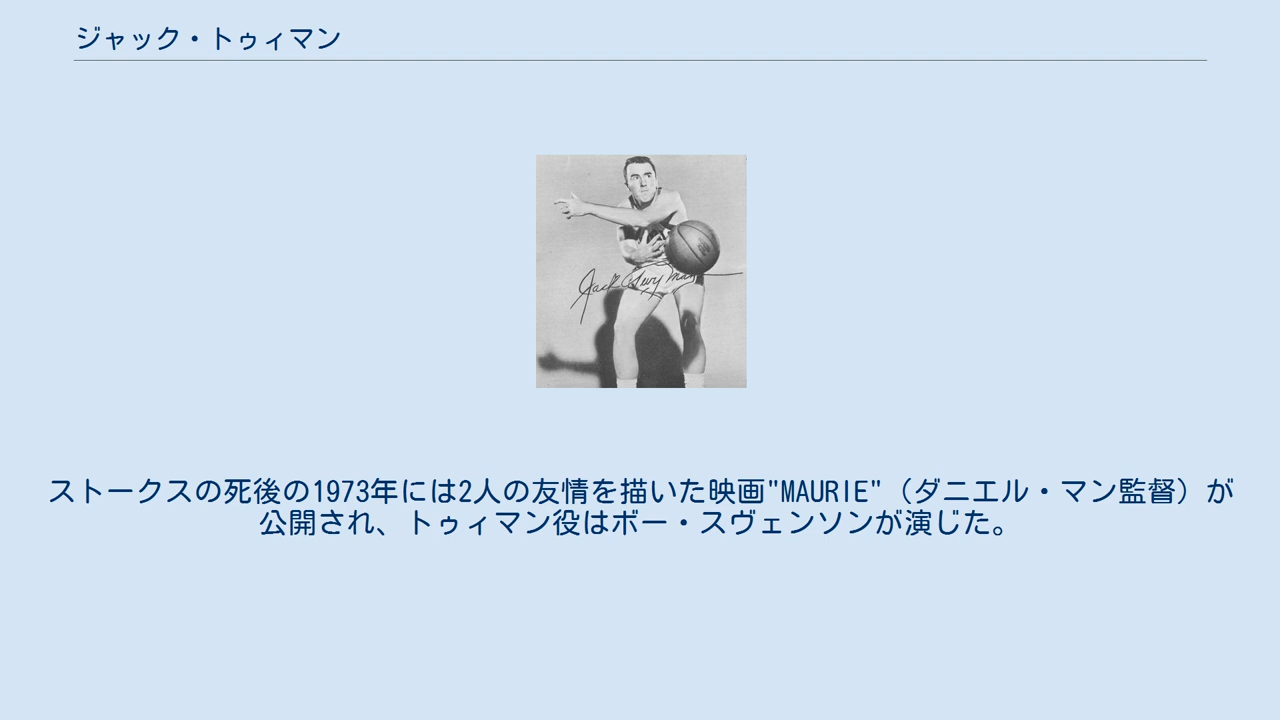 ジャック・トゥィマン
Jack Twyman
ストークスの死後の1973年には2人の友情を描いた映画"MAURIE"（ダニエル・マン監督）が
公開され、トゥィマン役はボー・スヴェンソンが演じた。